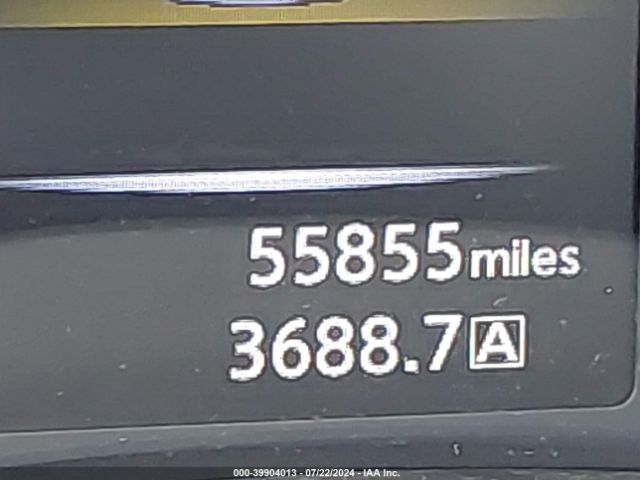 55855 miles
3688.7 A
000-39904013 - 07/22/2024 - IAA Inc.